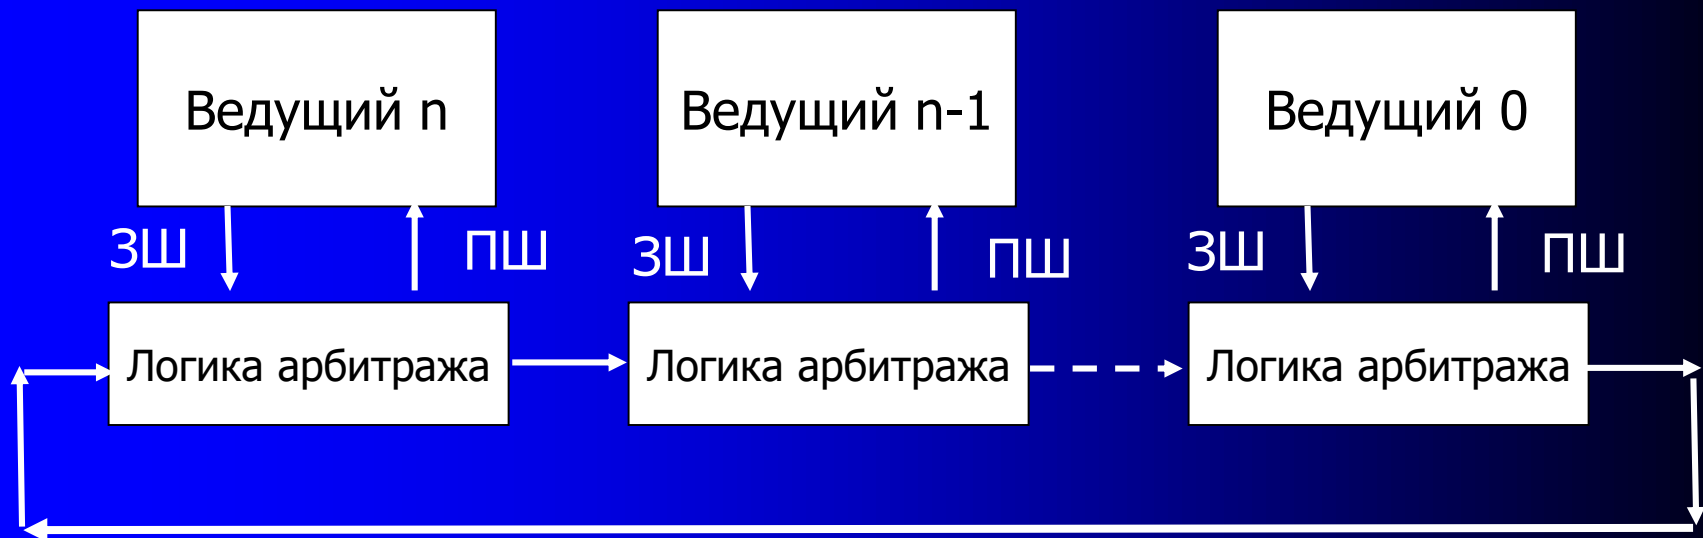 Ведущий n
Ведущий n-1
Ведущий 0
ЗШ
ПШ
ЗШ
ПШ
ЗШ
ПШ
Логика арбитража
Логика арбитража
Логика арбитража